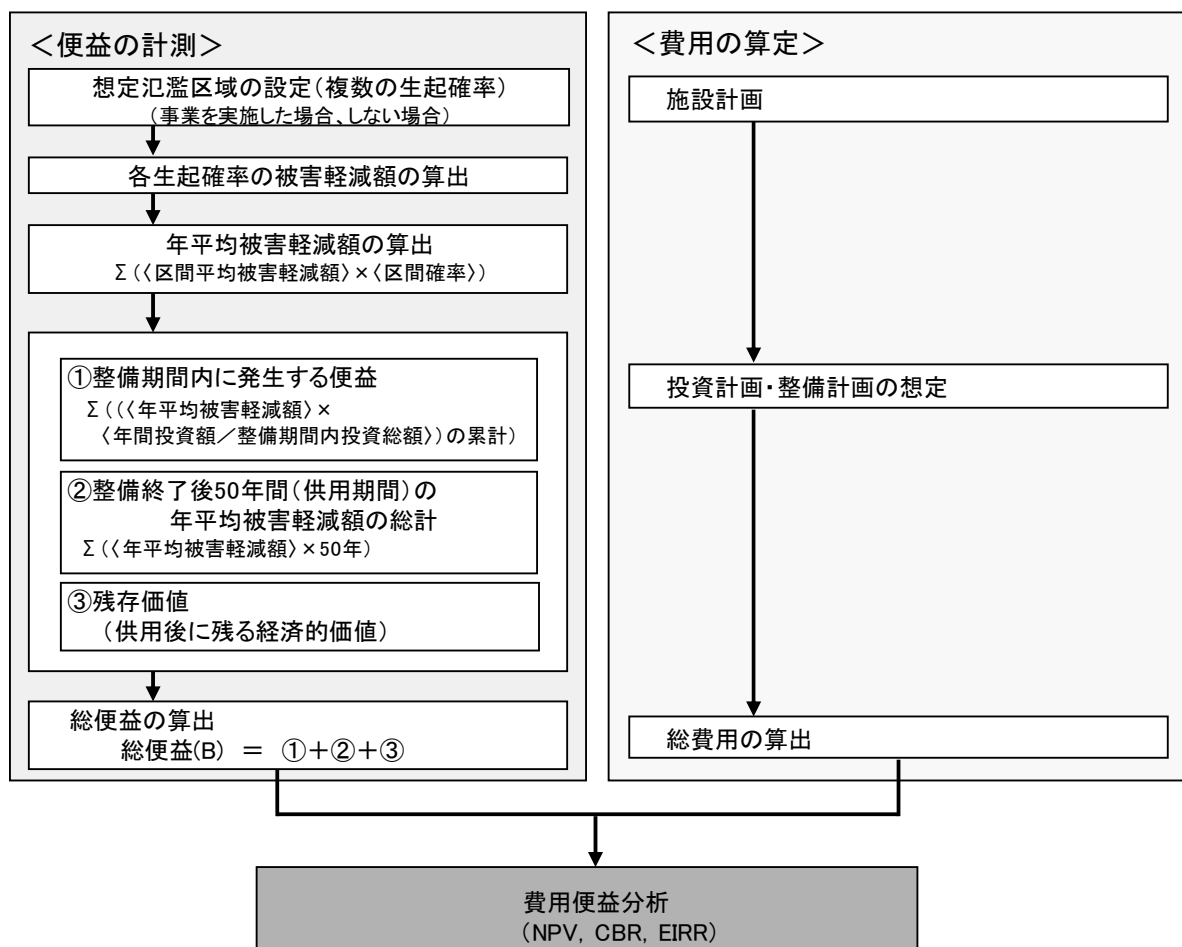 ＜便益の計測＞
想定氾濫区域の設定（複数の生起確率）
（事業を実施した場合、しない場合）
各生起確率の被害軽減額の算出
年平均被害軽減額の算出
Σ（〈区間平均被害軽減額〉×〈区間確率〉）
①整備期間内に発生する便益
Σ（（〈年平均被害軽減額〉×
〈年間投資額／整備期間内投資総額〉）の累計）
②整備終了後50年間（供用期間）の
年平均被害軽減額の総計
Σ（〈年平均被害軽減額〉×50年）
③残存価値
（供用後に残る経済的価値）
総便益の算出
総便益(B) ＝ ①＋②＋③
＜費用の算定＞
施設計画
投資計画・整備計画の想定
総費用の算出
費用便益分析
（NPV, CBR, EIRR）